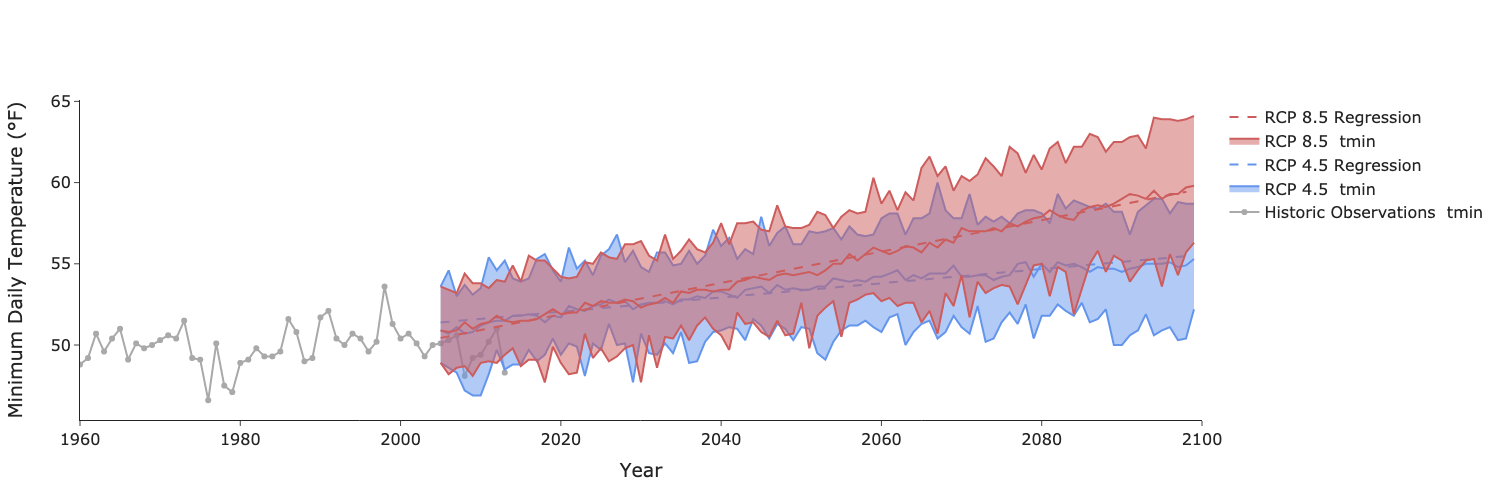 65
60
55
50
Minimum Daily Temperature (°F)
1960 1980 2000 2020 2040 2060 2080 2100
Year
RCP 8.5 Regression
RCP 8.5 tmin
RCP 4.5 Regression
RCP 4.5 tmin
Historic Observations tmin